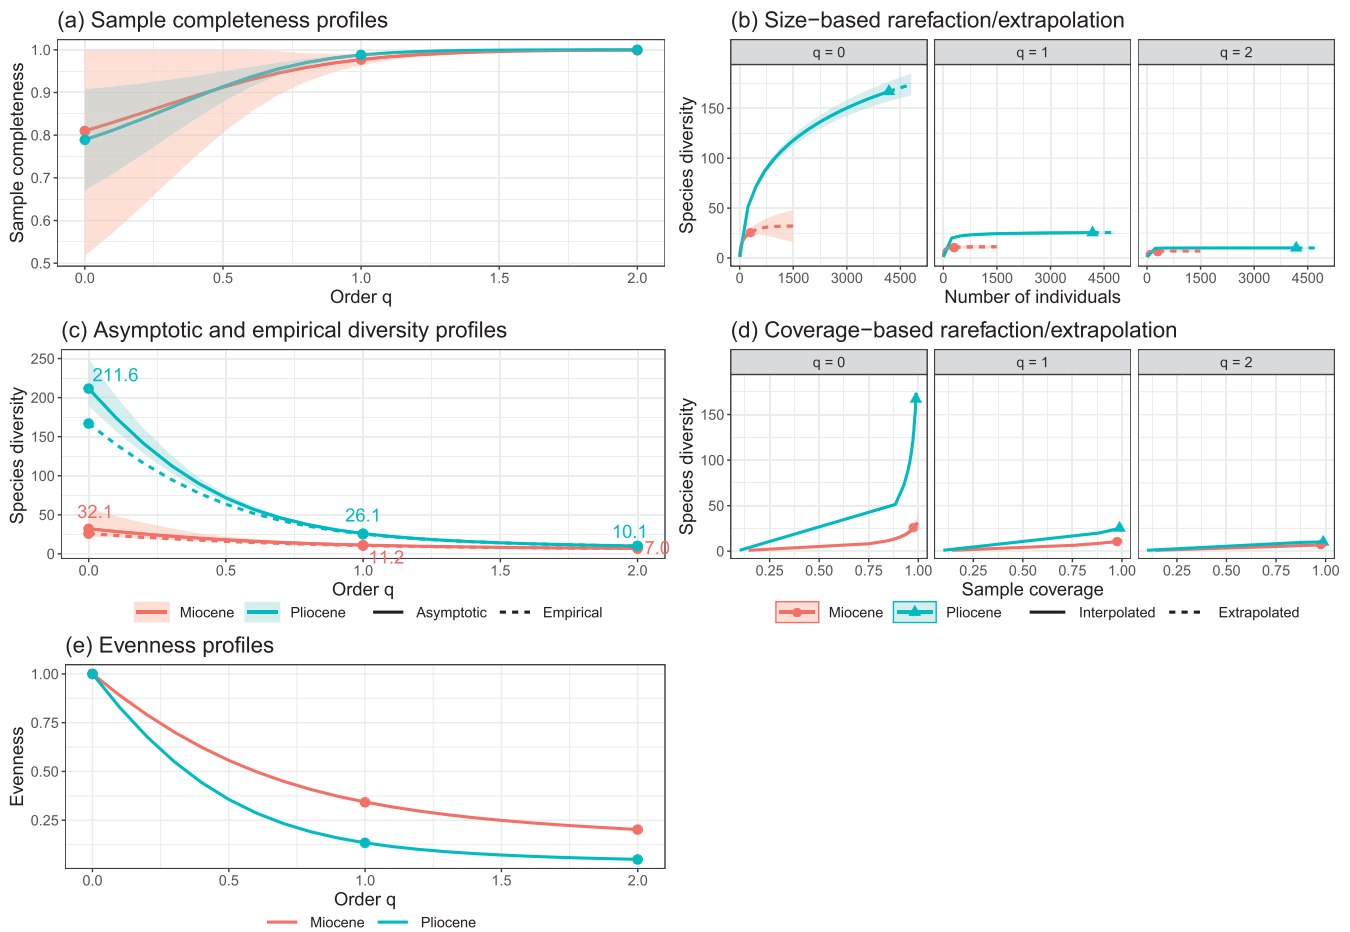 (a) Sample completeness profiles
Sample completeness
1.0
0.9
0.8
0.7
0.6
0.5
0.0 0.5 1.0 1.5 2.0
Order q
(b) Size−based rarefaction/extrapolation
q = 0 q = 1 q = 2
Species diversity
150
100
50
0
0 1500 3000 4500 0 1500 3000 4500 0 1500 3000 4500
Number of individuals
(c) Asymptotic and empirical diversity profiles
Species diversity
250
200
150
100
50
0
211.6
32.1
26.1
11.2
10.1
7.0
0.0 0.5 1.0 1.5 2.0
Order q
Miocene Pliocene Asymptotic Empirical
(d) Coverage−based rarefaction/extrapolation
q = 0 q = 1 q = 2
Species diversity
150
100
50
0
0.25 0.50 0.75 1.00 0.25 0.50 0.75 1.00 0.25 0.50 0.75 1.00
Sample coverage
Miocene Pliocene Interpolated Extrapolated
(e) Evenness profiles
Evenness
1.00
0.75
0.50
0.25
0.0 0.5 1.0 1.5 2.0
Order q
Miocene Pliocene